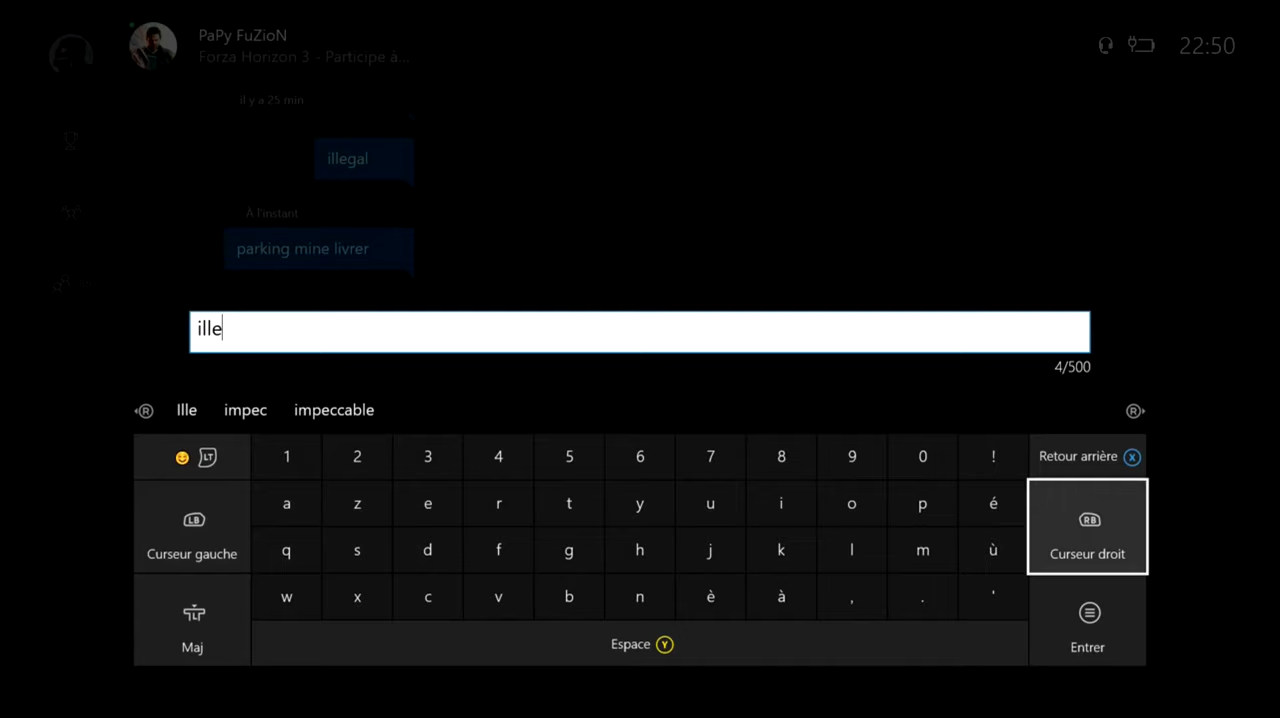 PaPy FuZioN
Forza Horizon 3 - Participe à...
22:50
il y a 25 min
illegal
À l'instant
parking mine livrer
ille
4/500
R Ille impec impeccable R
LT 1 2 3 4 5 6 7 8 9 0 ! Retour arrière X
a z e r t y u i o p é
LB Curseur gauche
RB Curseur droit
q s d f g h j k l m ù
w x c v b n è à , . '
LT Maj
Espace Y
Entrer